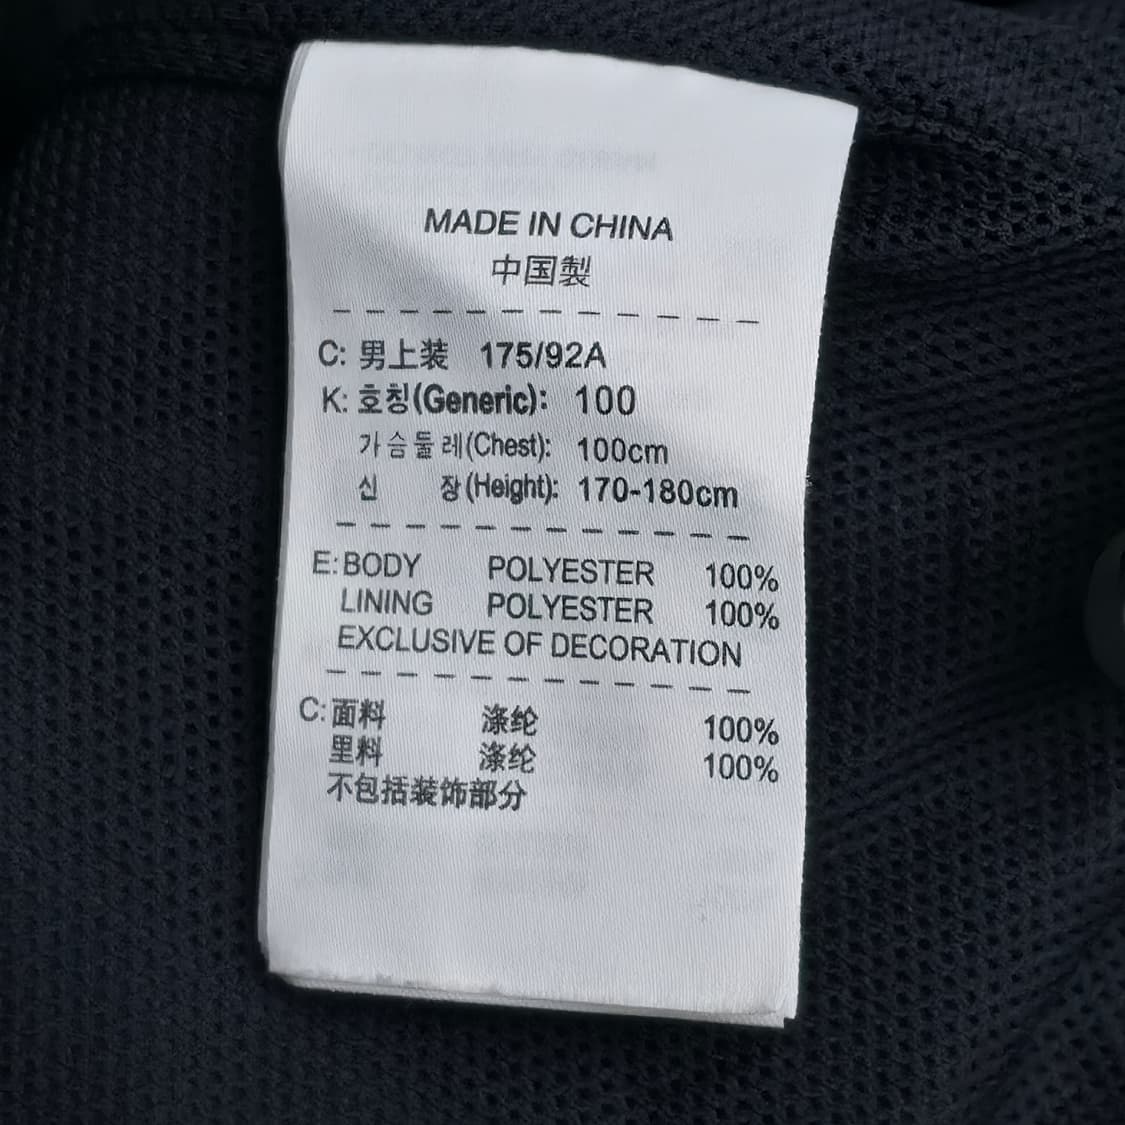 MADE IN CHINA
中国製
C: 男上装 175/92A
K: 호칭(Generic): 100
가슴둘레(Chest): 100cm
신 장(Height): 170-180cm
E: BODY POLYESTER 100%
LINING POLYESTER 100%
EXCLUSIVE OF DECORATION
C: 面料 涤纶 100%
里料 涤纶 100%
不包括装饰部分